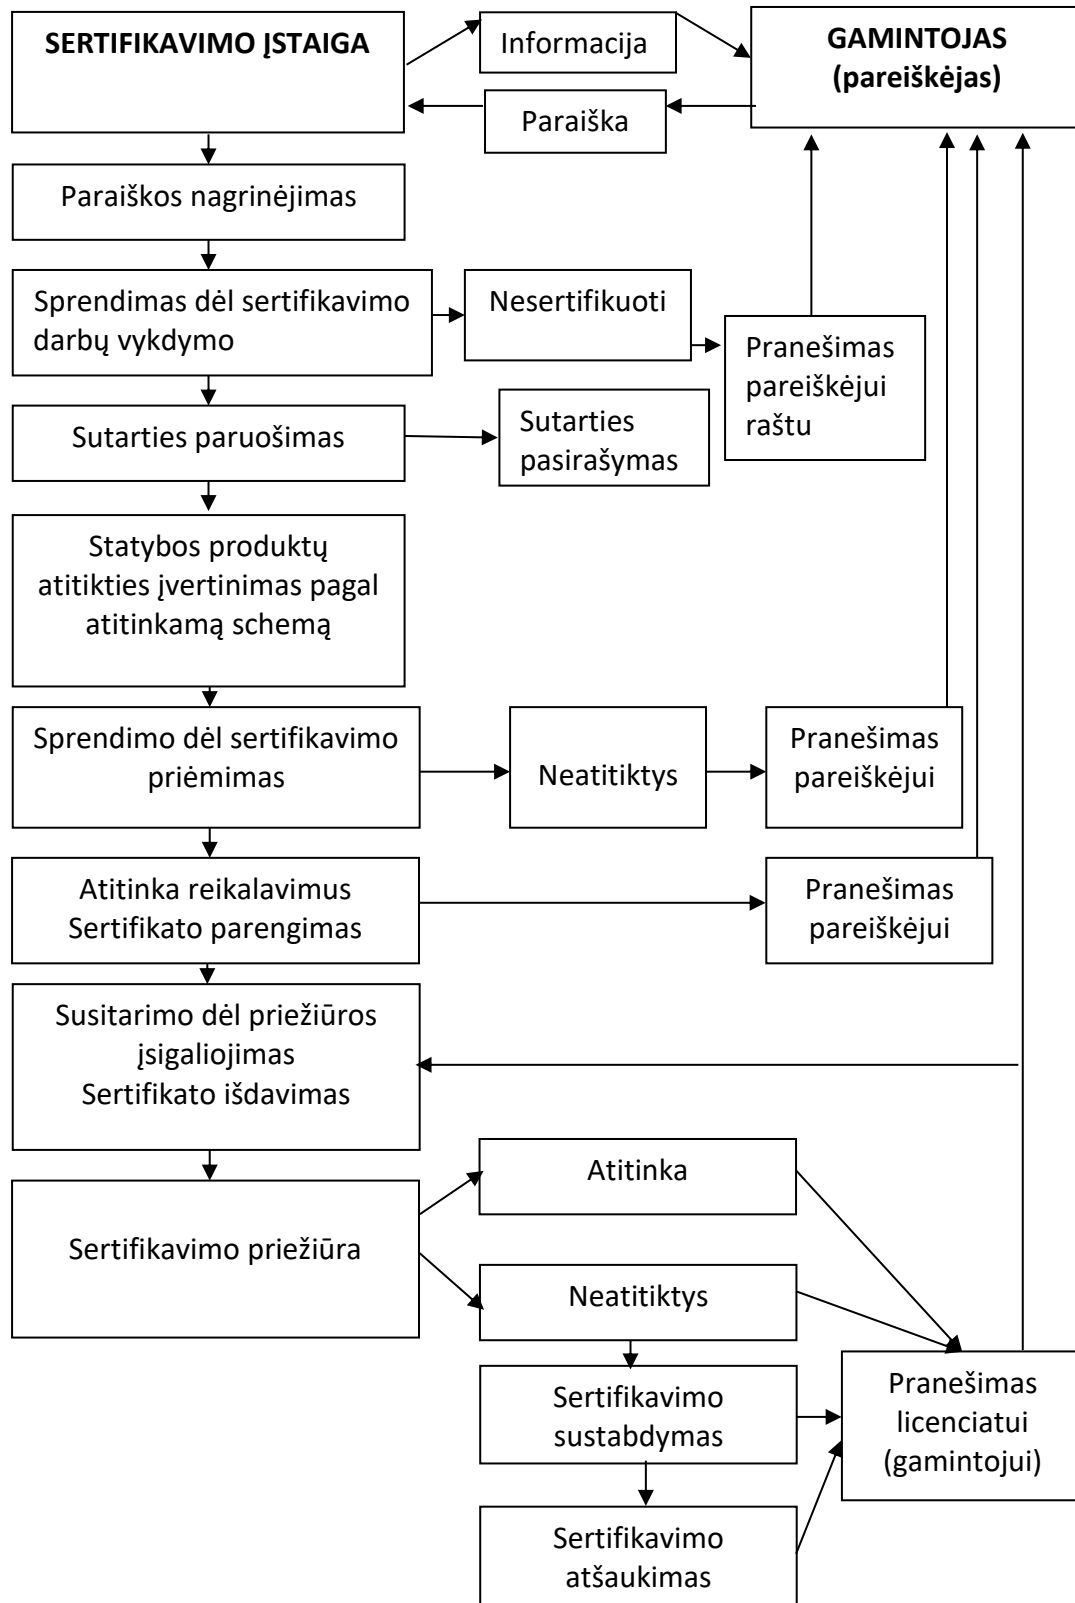 SERTIFIKAVIMO ĮSTAIGA
Informacija
GAMINTOJAS
(pareiškėjas)
Paraiška
Paraiškos nagrinėjimas
Sprendimas dėl sertifikavimo
darbų vykdymo
Nesertifikuoti
Pranešimas
pareiškėjui
raštu
Sutarties paruošimas
Sutarties
pasirašymas
Statybos produktų
atitikties įvertinimas pagal
atitinkamą schemą
Sprendimo dėl sertifikavimo
priėmimas
Neatitiktys
Pranešimas
pareiškėjui
Atitinka reikalavimus
Sertifikato parengimas
Pranešimas
pareiškėjui
Susitarimo dėl priežiūros
įsigaliojimas
Sertifikato išdavimas
Sertifikavimo priežiūra
Atitinka
Neatitiktys
Sertifikavimo
sustabdymas
Pranešimas
licenciatui
(gamintojui)
Sertifikavimo
atšaukimas